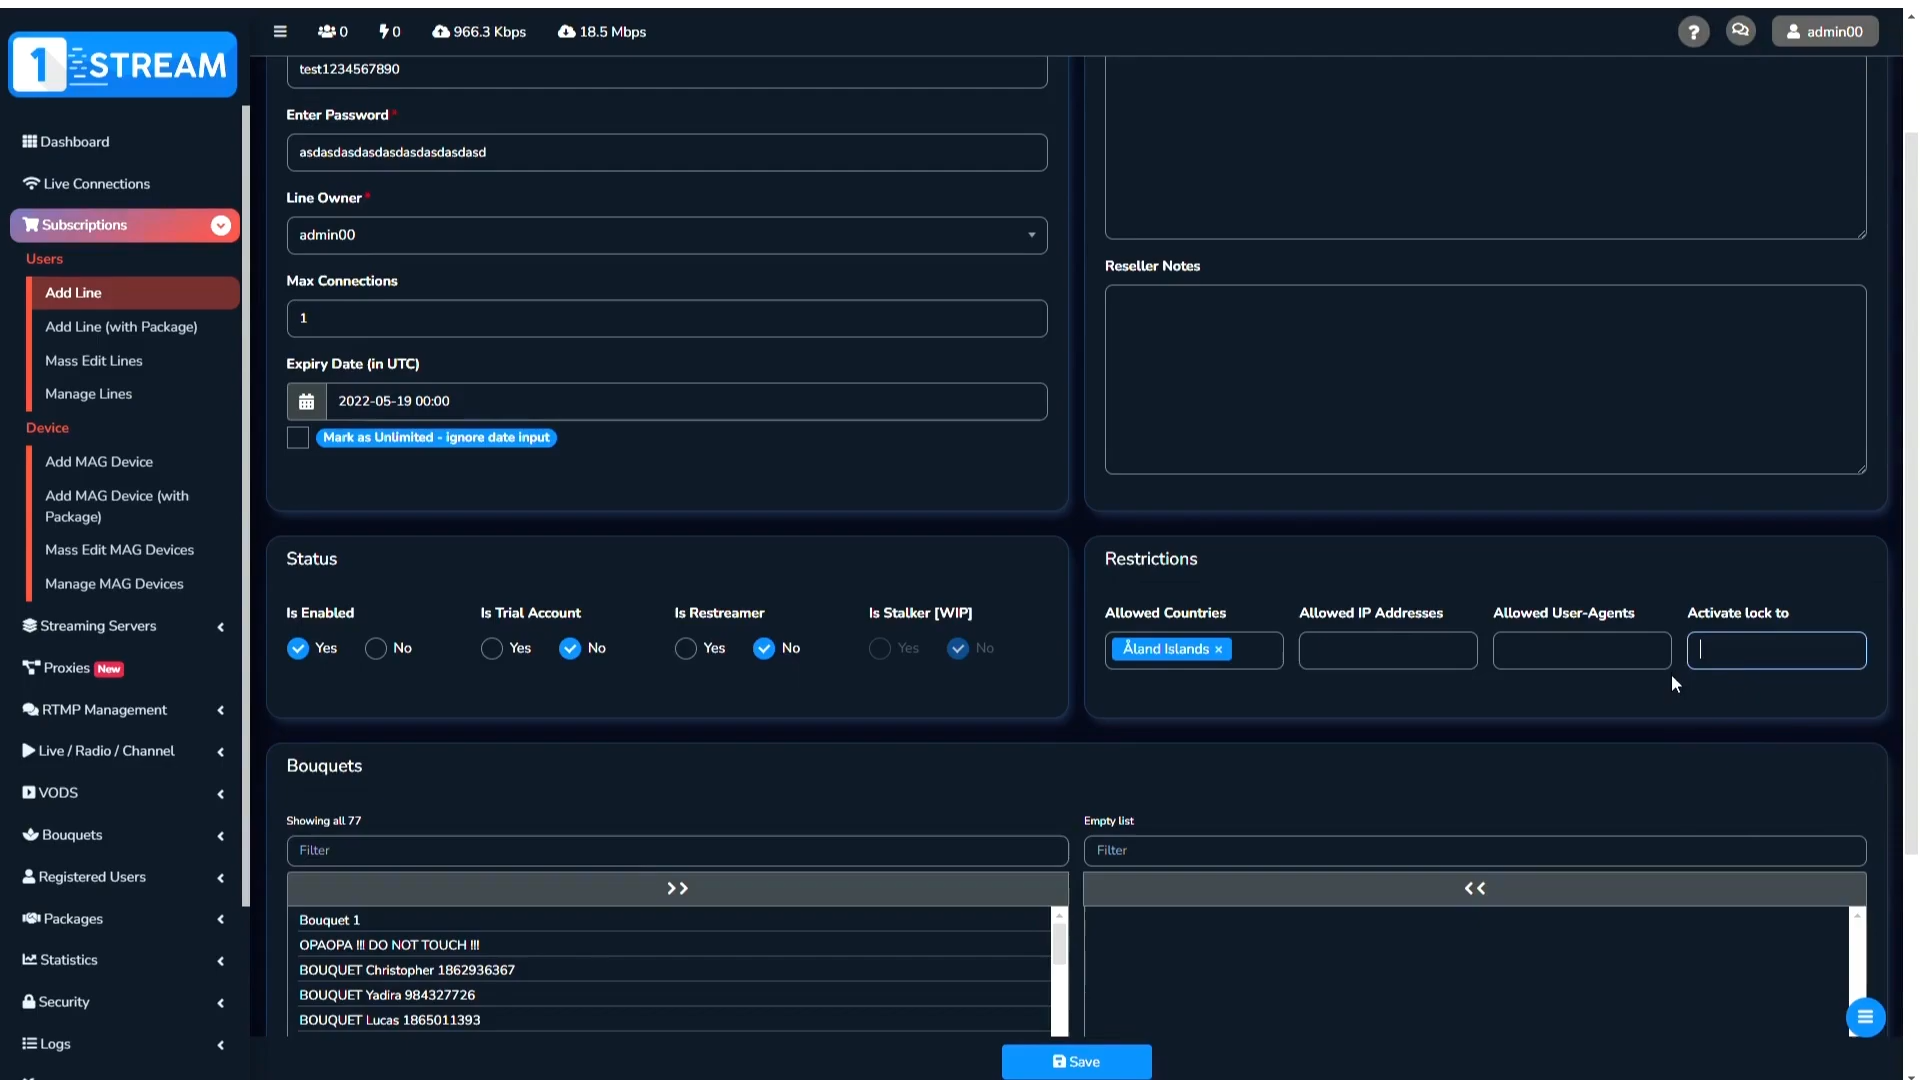 1 STREAM
0
0
966.3 Kbps
18.5 Mbps
?
admin00
Dashboard
Live Connections
Subscriptions
Users
Add Line
Add Line (with Package)
Mass Edit Lines
Manage Lines
Device
Add MAG Device
Add MAG Device (with
Package)
Mass Edit MAG Devices
Manage MAG Devices
Streaming Servers
Proxies New
RTMP Management
Live / Radio / Channel
VODS
Bouquets
Registered Users
Packages
Statistics
Security
Logs
test1234567890
Enter Password *
asdasdasdasdasdasdasdasdasd
Line Owner *
admin00
Max Connections
1
Expiry Date (in UTC)
2022-05-19 00:00
Mark as Unlimited - ignore date input
Reseller Notes
Status
Is Enabled
Yes No
Is Trial Account
Yes No
Is Restreamer
Yes No
Is Stalker [WIP]
Yes No
Restrictions
Allowed Countries
Åland Islands ×
Allowed IP Addresses
Allowed User-Agents
Activate lock to
Bouquets
Showing all 77
Filter
>>
Bouquet 1
OPAOPA !!! DO NOT TOUCH !!!
BOUQUET Christopher 1862936367
BOUQUET Yadira 984327726
BOUQUET Lucas 1865011393
Empty list
Filter
<<
Save